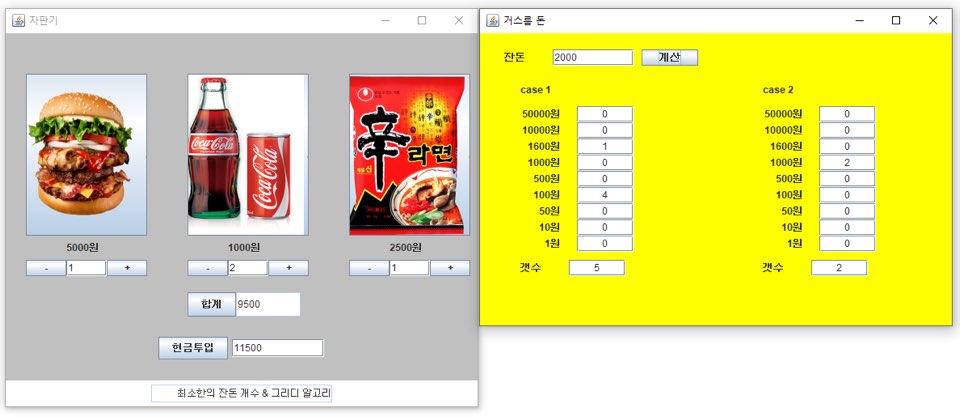 자판기
Coca-Cola
Coca-Cola
辛
라면
5000원
1000원
2500원
- 1 +
- 2 +
- 1 +
합계 9500
현금투입 11500
최소한의 잔돈 개수 & 그리디 알고리
거스름 돈
잔돈 2000 계산
case 1
50000원 0
10000원 0
1600원 1
1000원 0
500원 0
100원 4
50원 0
10원 0
1원 0
갯수 5
case 2
50000원 0
10000원 0
1600원 0
1000원 2
500원 0
100원 0
50원 0
10원 0
1원 0
갯수 2